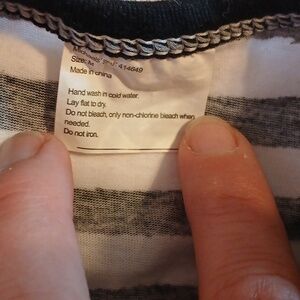 414649
Size: M
Made in china
Hand wash in cold water.
Lay flat to dry.
Do not bleach, only non-chlorine bleach when
needed.
Do not iron.